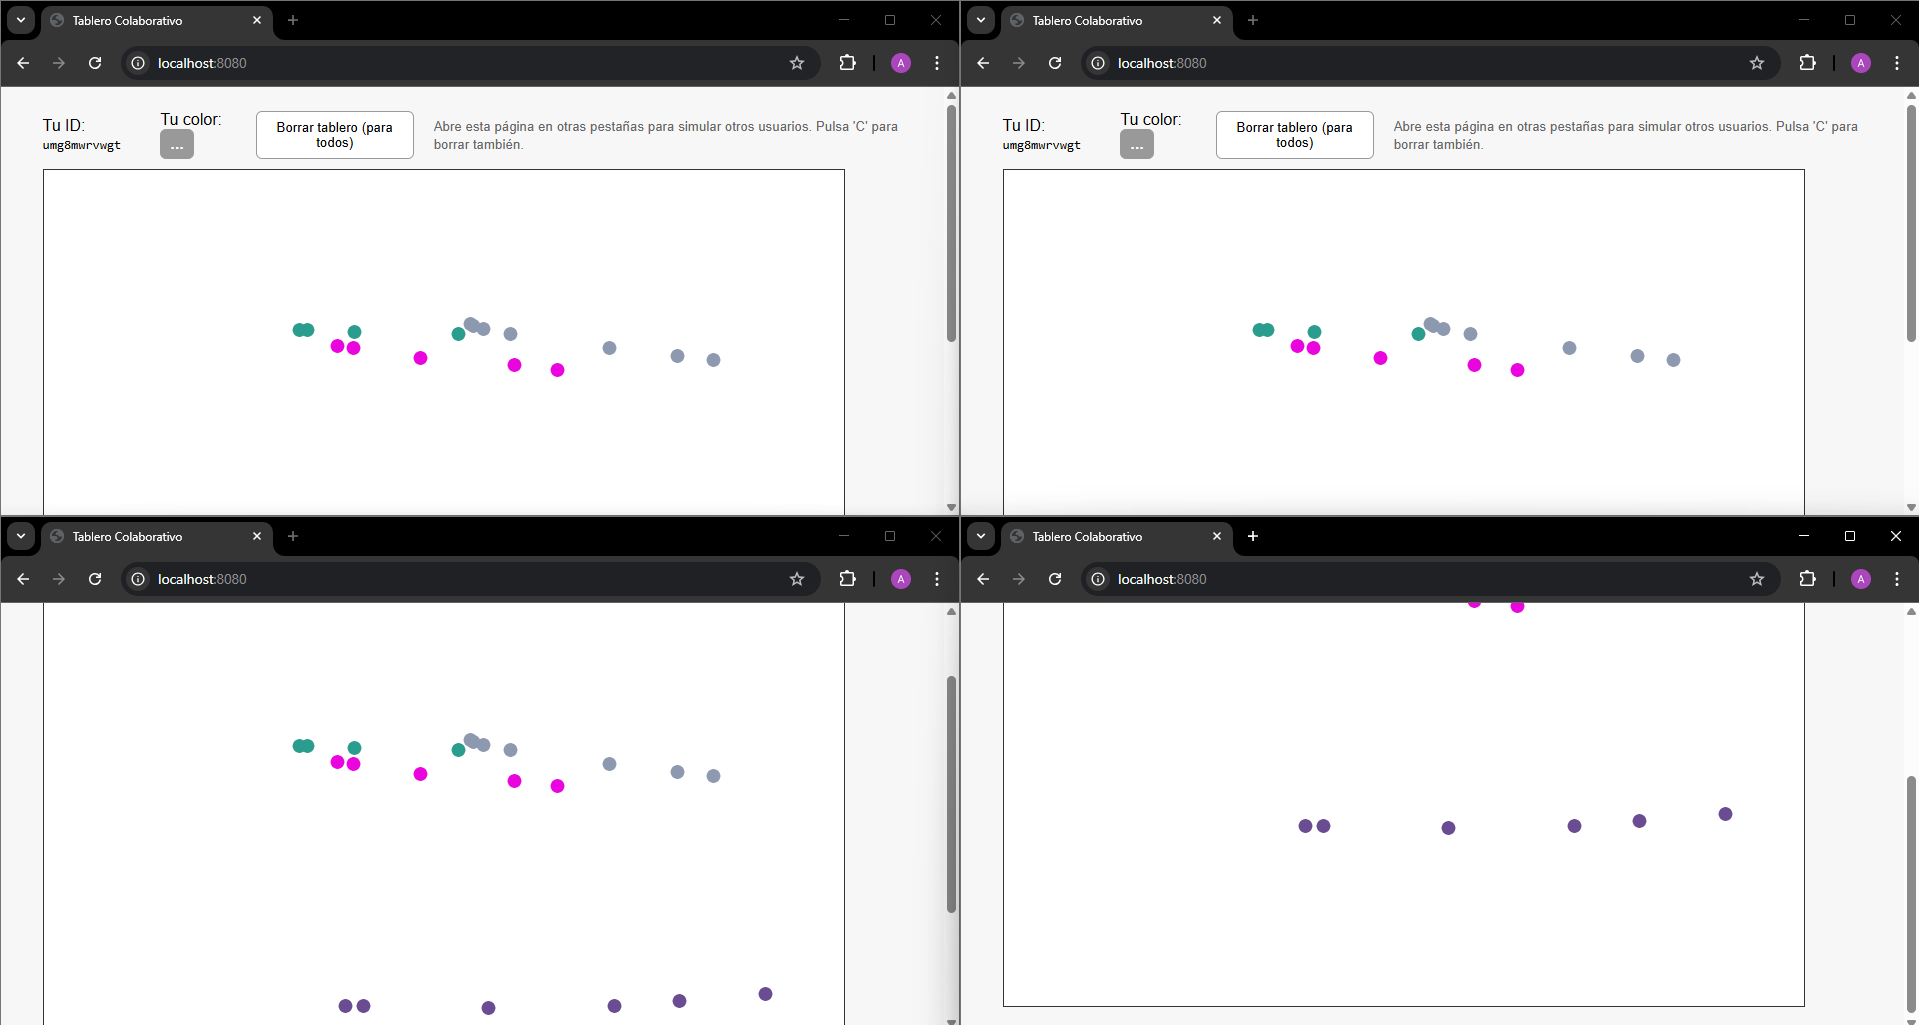 Tablero Colaborativo
localhost:8080
Tu ID:
umg8mwrvwgt
Tu color:
...
Borrar tablero (para
todos)
Abre esta página en otras pestañas para simular otros usuarios. Pulsa 'C' para
borrar también.
Tablero Colaborativo
localhost:8080
Tu ID:
umg8mwrvwgt
Tu color:
...
Borrar tablero (para
todos)
Abre esta página en otras pestañas para simular otros usuarios. Pulsa 'C' para
borrar también.
Tablero Colaborativo
localhost:8080
Tablero Colaborativo
localhost:8080
A
A
A
A